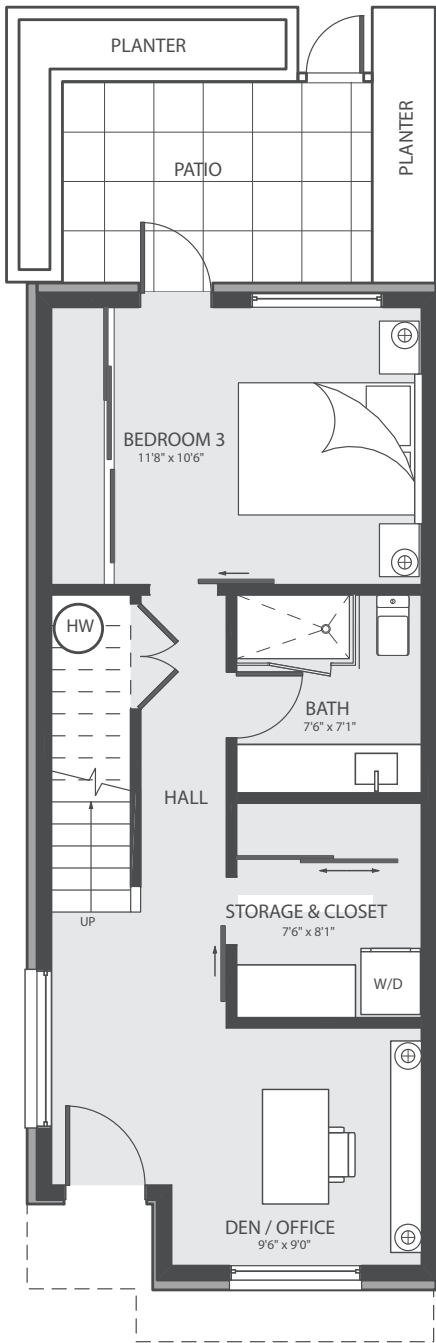 PLANTER
PLANTER
PATIO
BEDROOM 3
11'8" x 10'6"
HW
BATH
7'6" x 7'1"
HALL
STORAGE & CLOSET
7'6" x 8'1"
UP
W/D
DEN / OFFICE
9'6" x 9'0"